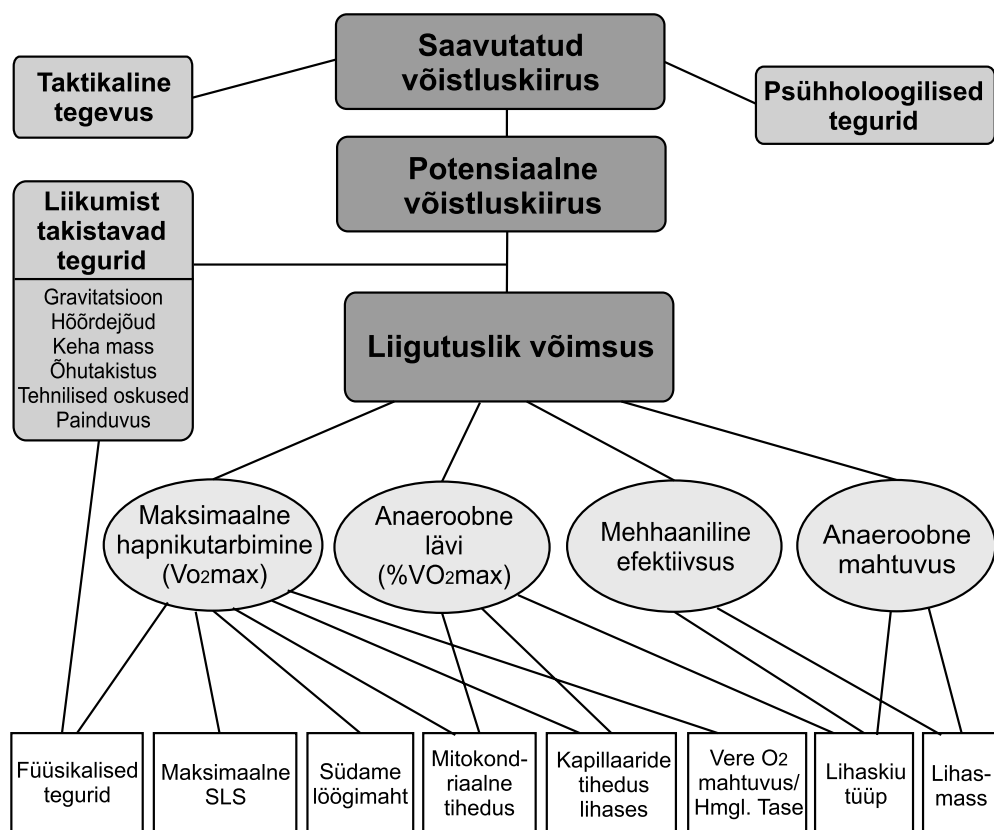 Saavutatud
võistluskiirus
Taktikaline
tegevus
Psühholoogilised
tegurid
Potensiaalne
võistluskiirus
Liikumist
takistavad
tegurid
Gravitatsioon
Hõõrdejõud
Keha mass
Õhutakistus
Tehnilised oskused
Painduvus
Liigutuslik võimsus
Maksimaalne
hapnikutarbimine
(Vo2max)
Anaeroobne
lävi
(%VO2max)
Mehhaaniline
efektiivsus
Anaeroobne
mahtuvus
Füüsikalised
tegurid
Maksimaalne
SLS
Südame
löögimaht
Mitokond-
riaalne
tihedus
Kapillaaride
tihedus
lihases
Vere O2
mahtuvus/
Hmgl. Tase
Lihaskiu
tüüp
Lihas-
mass